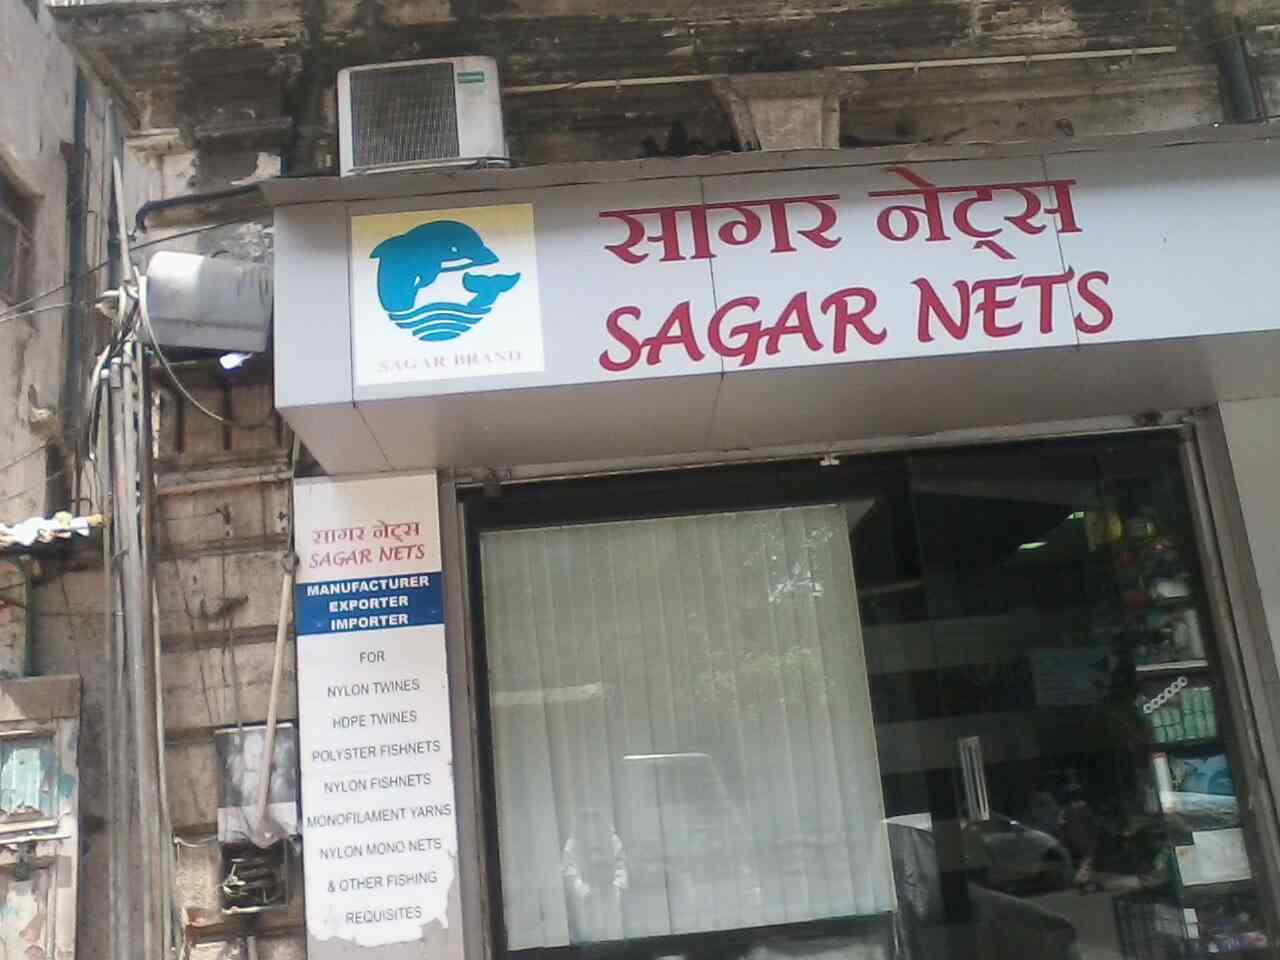 सागर नेट्स
SAGAR NETS
SAGAR BRAND
सागर नेट्स
SAGAR NETS
MANUFACTURER
EXPORTER
IMPORTER
FOR
NYLON TWINES
HDPE TWINES
POLYSTER FISHNETS
NYLON FISHNETS
MONOFILAMENT YARNS
NYLON MONO NETS
& OTHER FISHING
REQUISITES